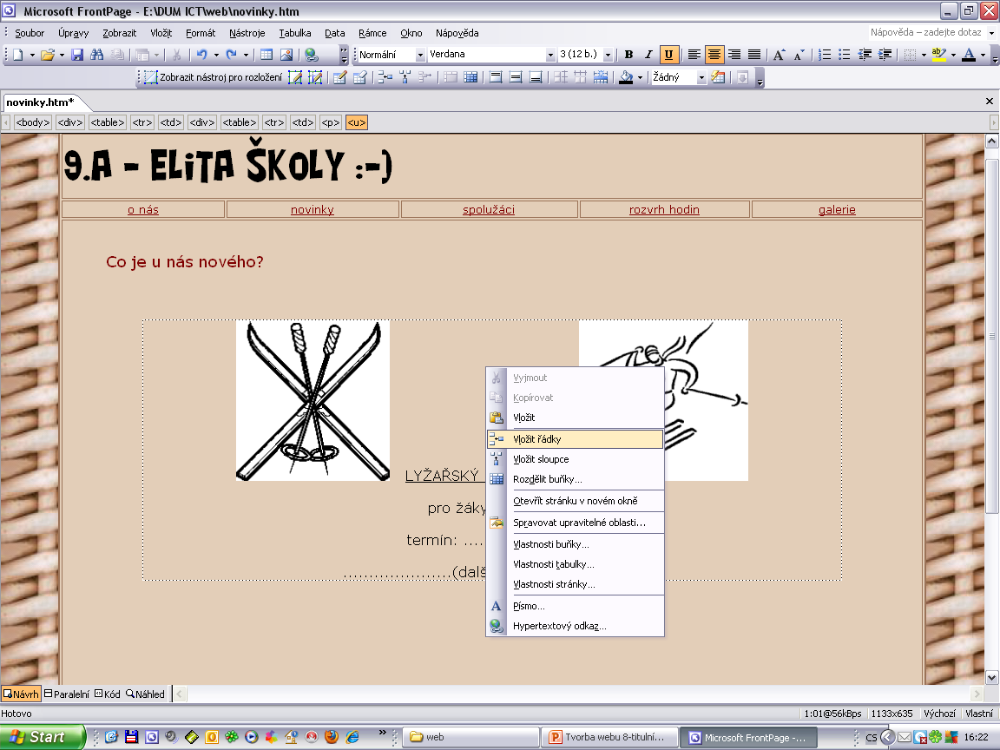 Microsoft FrontPage - E:\DUM ICT\web\novinky.htm
Soubor Úpravy Zobrazit Vložit Formát Nástroje Tabulka Data Rámce Okno Nápověda Nápověda – zadejte dotaz
Normální Verdana 3 (12 b.) B I U A A ab A
Zobrazit nástroj pro rozložení Žádný
novinky.htm*
<body> <div> <table> <tr> <td> <div> <table> <tr> <td> <p> <u>
9.A - ELiTA ŠKOLY :-)
o nás novinky spolužáci rozvrh hodin galerie
Co je u nás nového?
Vyjmout
Kopírovat
Vložit
Vložit řádky
Vložit sloupce
Rozdělit buňky...
Otevřít stránku v novém okně
Spravovat upravitelné oblasti...
Vlastnosti buňky...
Vlastnosti tabulky...
Vlastnosti stránky...
A Písmo...
Hypertextový odkaz...
LYŽAŘSKÝ
pro žáky
termín: ....
.....................(dalš
Návrh Paralelní Kód Náhled
Hotovo 1:01@56kBps 1133x635 Výchozí Vlastní
Start web Tvorba webu 8-titulní... Microsoft FrontPage -... CS 16:22